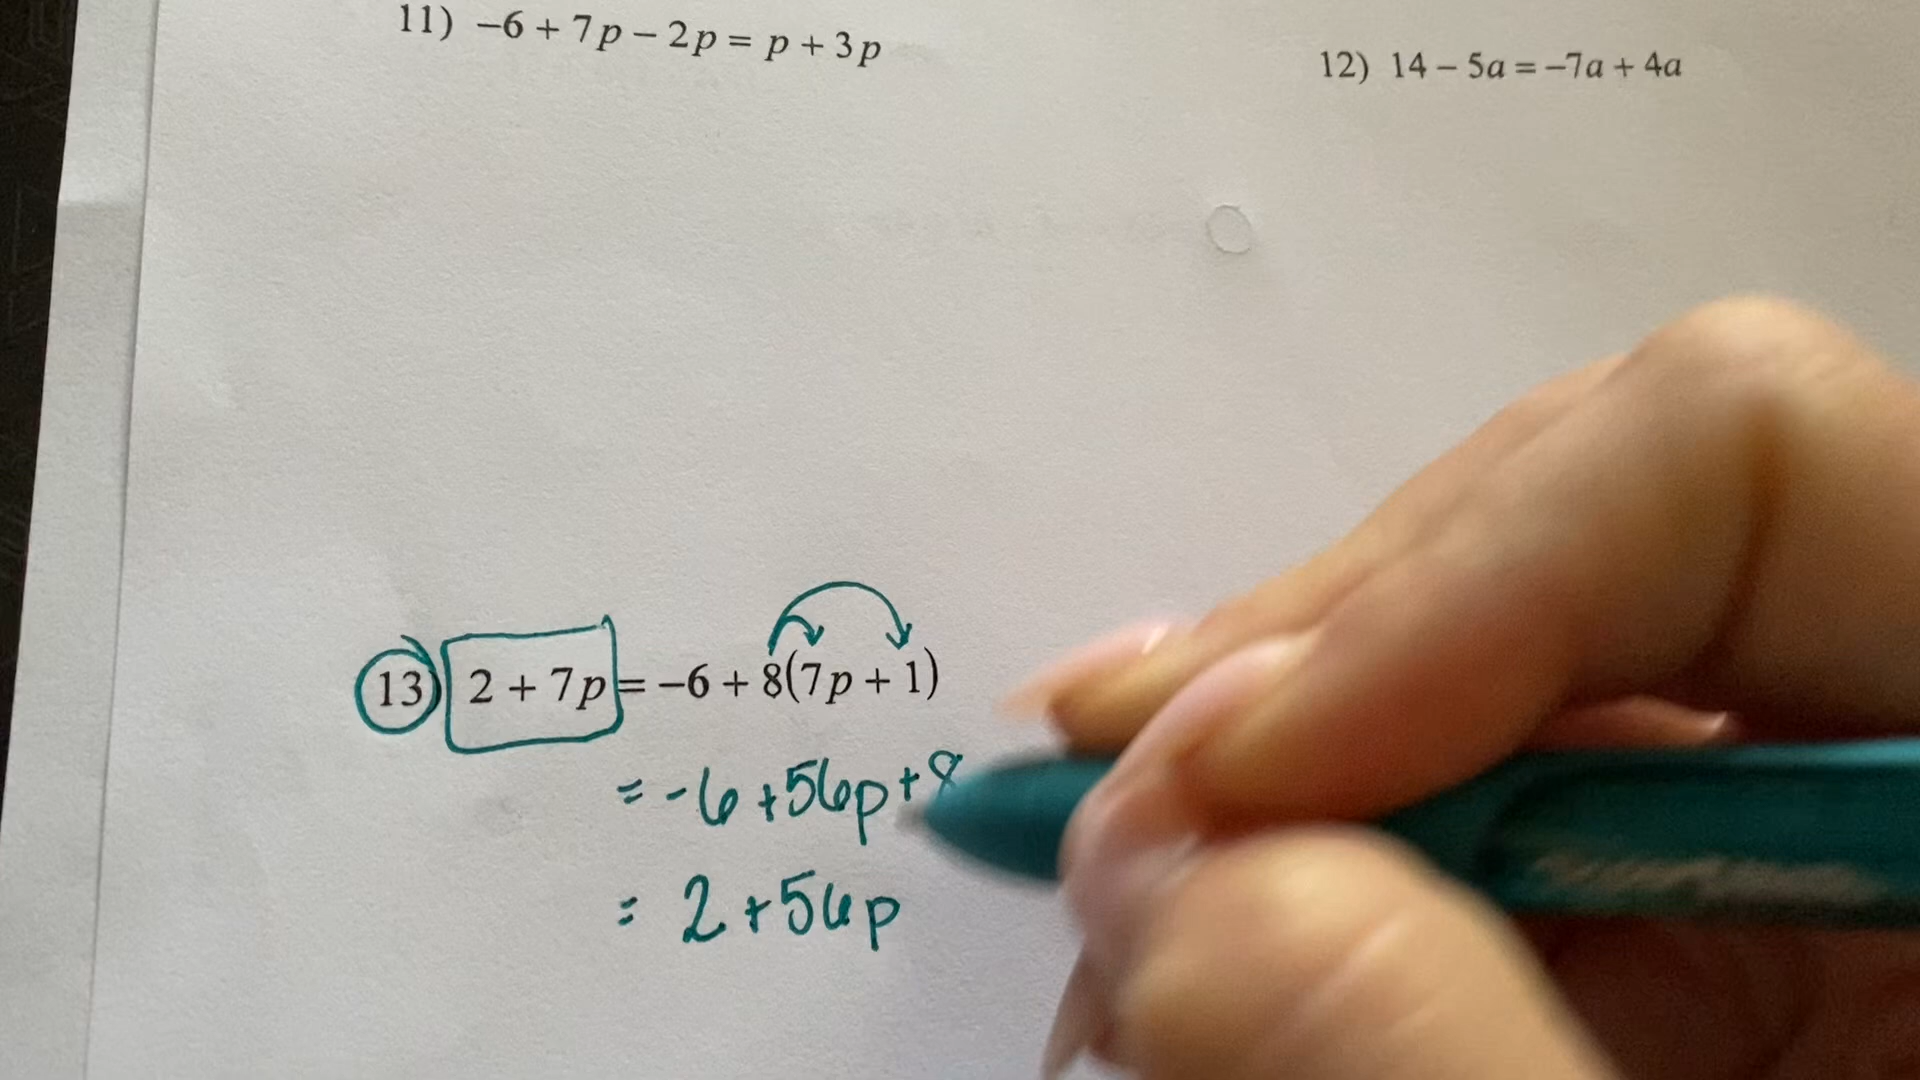 11) −6 + 7p − 2p = p + 3p
12) 14 − 5a = −7a + 4a
13) 2 + 7p = −6 + 8(7p + 1)
= -6 + 56p + 8
= 2 + 56p